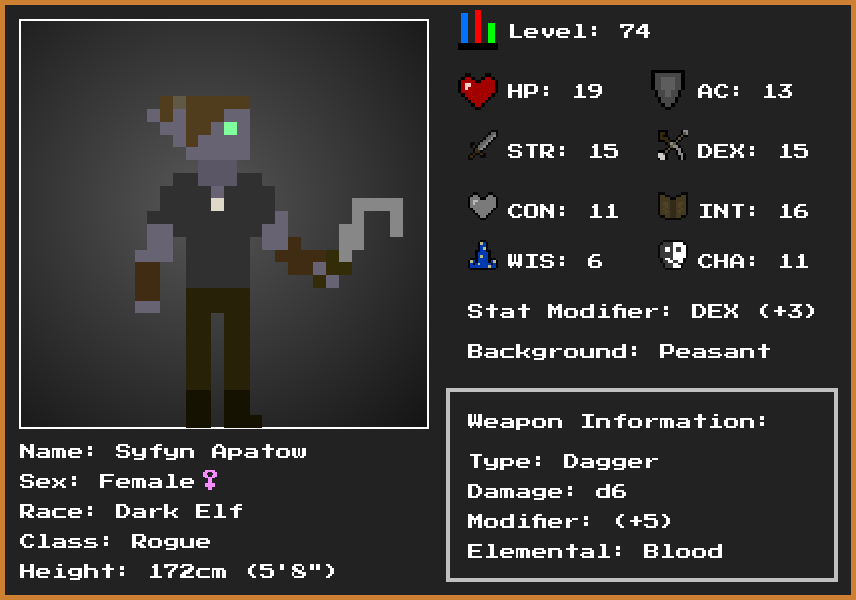 Level: 74
HP: 19
AC: 13
STR: 15
DEX: 15
CON: 11
INT: 16
WIS: 6
CHA: 11
Stat Modifier: DEX (+3)
Background: Peasant
Name: Syfyn Apatow
Sex: Female♀
Race: Dark Elf
Class: Rogue
Height: 172cm (5'8")
Weapon Information:
Type: Dagger
Damage: d6
Modifier: (+5)
Elemental: Blood